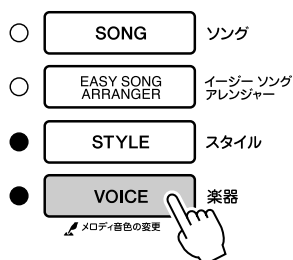 SONG ソング
EASY SONG イージー ソング
ARRANGER アレンジャー
STYLE スタイル
VOICE 楽器
メロディ音色の変更